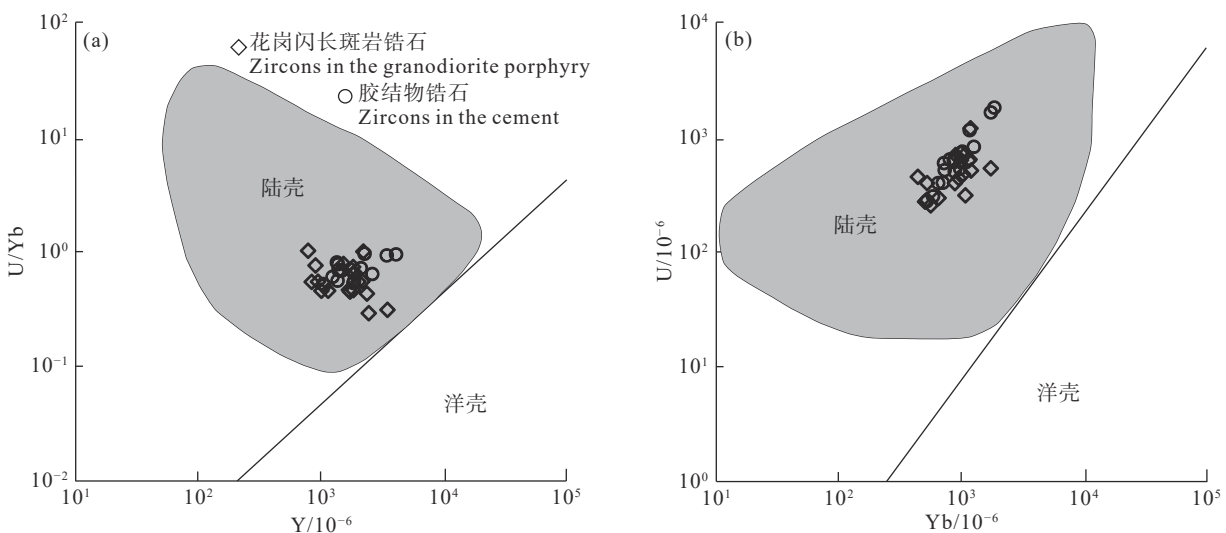 (a)
◇花岗闪长斑岩锆石
Zircons in the granodiorite porphyry
○胶结物锆石
Zircons in the cement
陆壳
洋壳
U/Yb
10²
10¹
10⁰
10⁻¹
10⁻²
10¹
10²
10³
10⁴
10⁵
Y/10⁻⁶
(b)
陆壳
洋壳
U/10⁻⁶
10⁴
10³
10²
10¹
10⁰
10¹
10²
10³
10⁴
10⁵
Yb/10⁻⁶